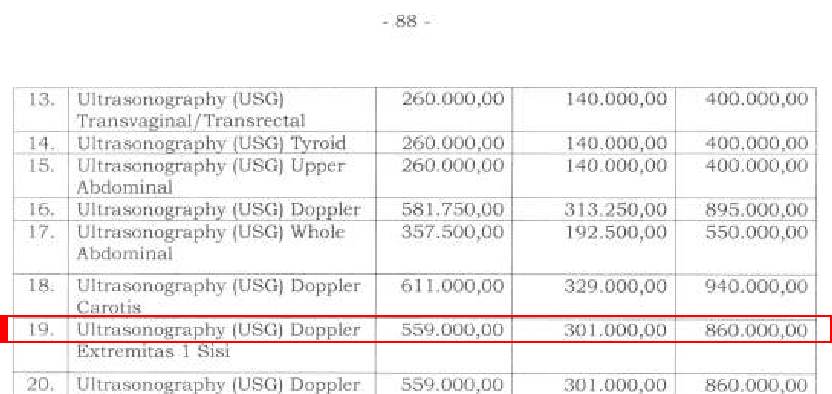 - 88 -
13. Ultrasonography (USG) 260.000,00 140.000,00 400.000,00
Transvaginal/Transrectal
14. Ultrasonography (USG) Tyroid 260.000,00 140.000,00 400.000,00
15. Ultrasonography (USG) Upper 260.000,00 140.000,00 400.000,00
Abdominal
16. Ultrasonography (USG) Doppler 581.750,00 313.250,00 895.000,00
17. Ultrasonography (USG) Whole 357.500,00 192.500,00 550.000,00
Abdominal
18. Ultrasonography (USG) Doppler 611.000,00 329.000,00 940.000,00
Carotis
19. Ultrasonography (USG) Doppler 559.000,00 301.000,00 860.000,00
Extremitas 1 Sisi
20. Ultrasonography (USG) Doppler 559.000,00 301.000,00 860.000,00